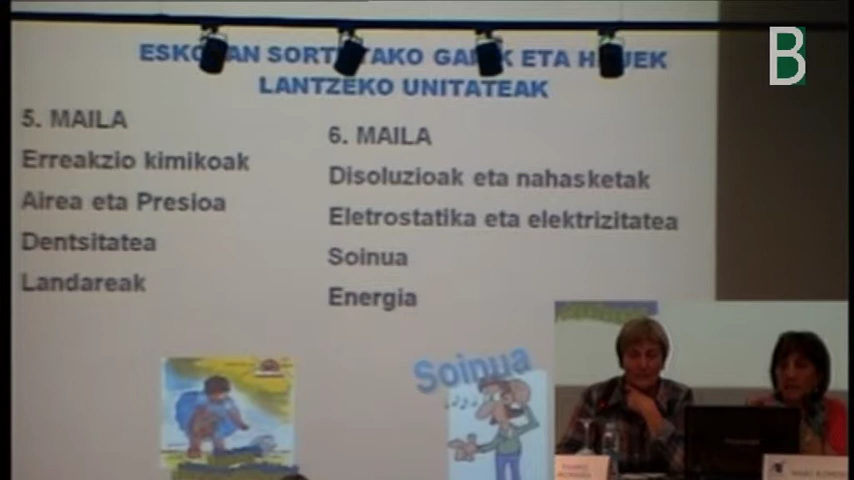 B
ETA
LANTZEKO UNITATEAK
5. MAILA
Erreakzio kimikoak
Airea eta Presioa
Dentsitatea
Landareak
6. MAILA
Disoluzioak eta nahasketak
Eletrostatika eta elektrizitatea
Soinua
Energia
Soinua